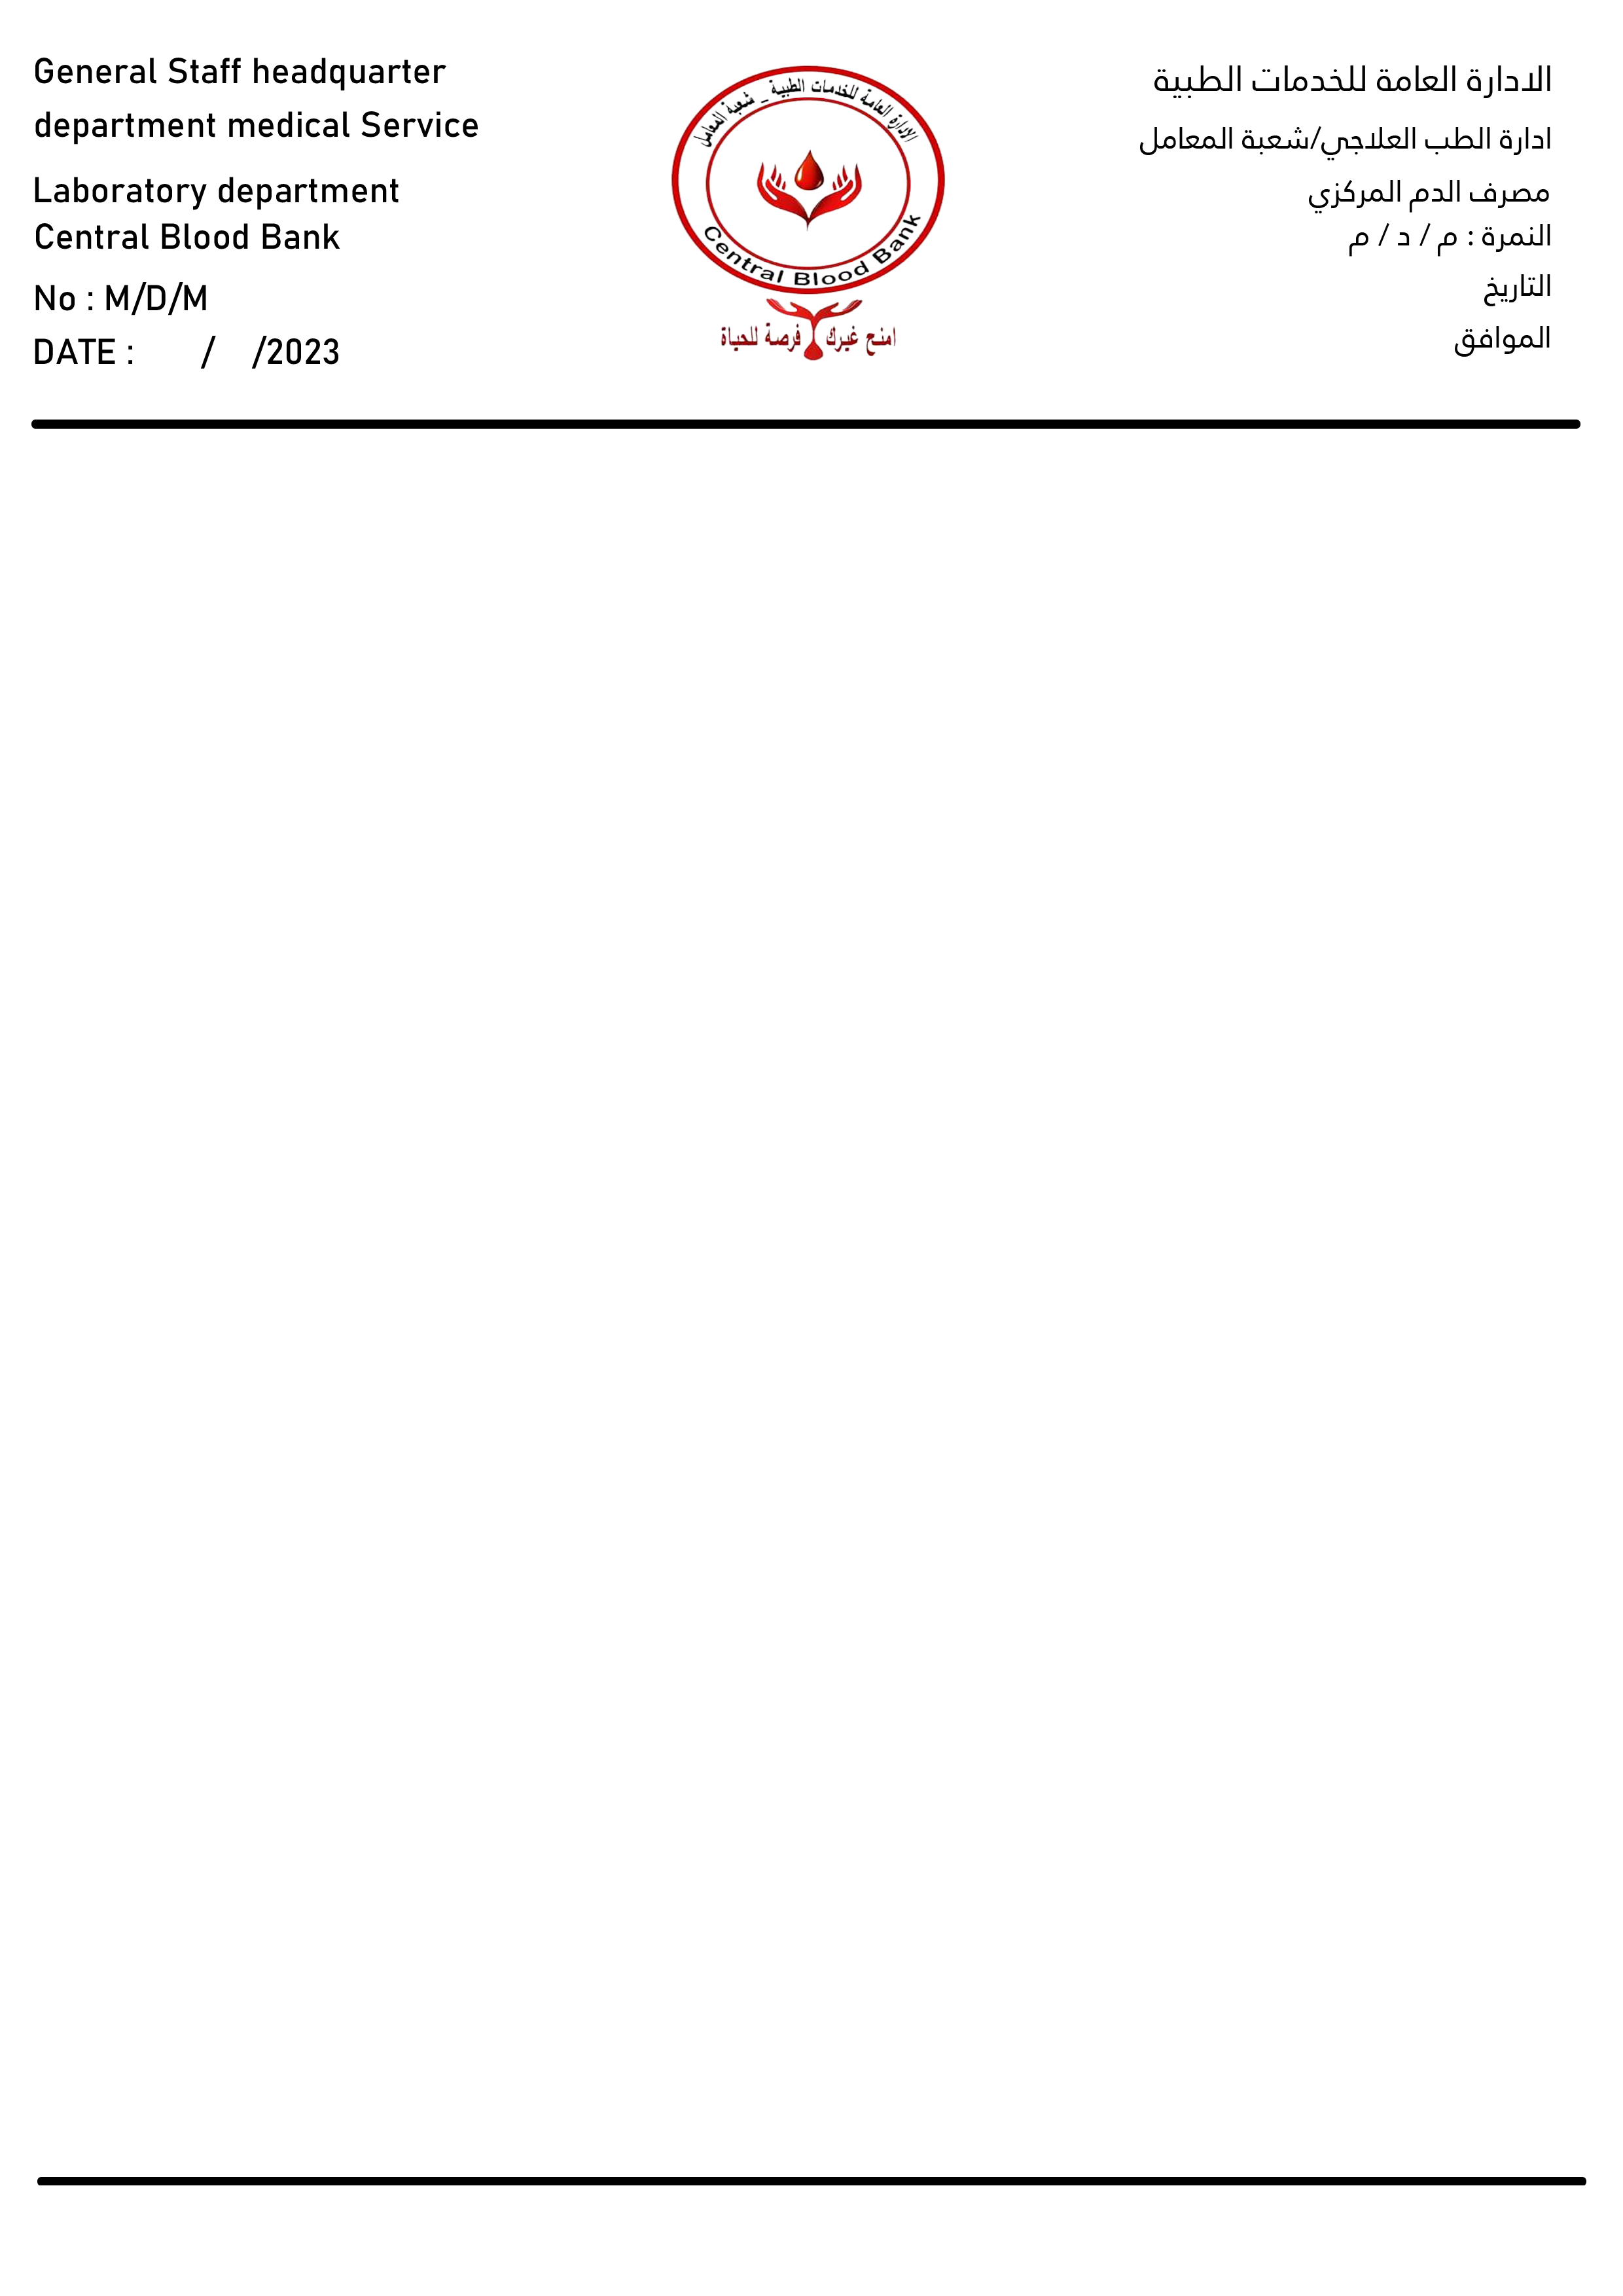 General Staff headquarter
department medical Service
Laboratory department
Central Blood Bank
No : M/D/M
DATE : / /2023
الادارة العامة للخدمات الطبية _ شعبة المعامل
Central Blood Bank
امنح غيرك فرصة للحياة
الادارة العامة للخدمات الطبية
ادارة الطب العلاجي/شعبة المعامل
مصرف الدم المركزي
النمرة : م / د / م
التاريخ
الموافق